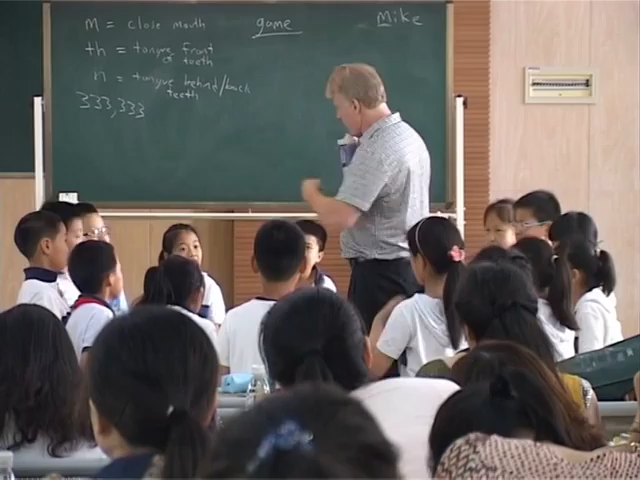 m = close mouth
game
Mike
th = tongue front of teeth
n = tongue behind/back teeth
333,333